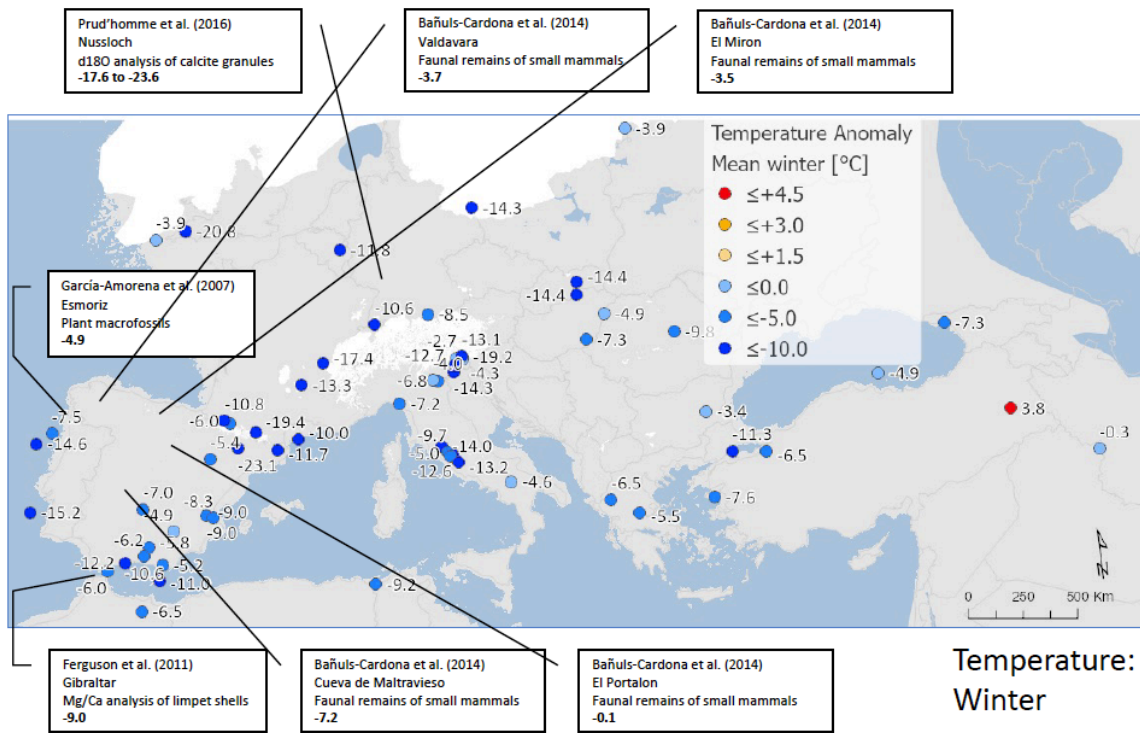 Prud'homme et al. (2016)
Nussloch
d18O analysis of calcite granules
-17.6 to -23.6
Bañuls-Cardona et al. (2014)
Valdavara
Faunal remains of small mammals
-3.7
Bañuls-Cardona et al. (2014)
El Miron
Faunal remains of small mammals
-3.5
Temperature Anomaly
Mean winter [°C]
≤+4.5
≤+3.0
≤+1.5
≤0.0
≤-5.0
≤-10.0
-3.9
-14.3
-3.9
-20.8
-11.8
-14.4
-14.4
García-Amorena et al. (2007)
Esmoriz
Plant macrofossils
-4.9
-10.6
-8.5
-4.9
-7.3
-9.8
-7.3
-2.7
-13.1
-12.7
-19.2
-4.0
-4.3
-17.4
-6.8
-14.3
-13.3
-4.9
-7.2
-3.8
-3.4
-10.8
-6.0
-19.4
-10.0
-7.5
-14.6
-5.4
-23.1
-11.7
-9.7
-14.0
-5.0
-13.2
-12.6
-4.6
-11.3
-6.5
-0.3
-7.0
-4.9
-8.3
-9.0
-9.0
-6.5
-5.5
-7.6
-15.2
-6.2
-5.8
-12.2
-5.2
-10.6
-6.0
-11.0
-9.2
-6.5
0 250 500 Km
Ferguson et al. (2011)
Gibraltar
Mg/Ca analysis of limpet shells
-9.0
Bañuls-Cardona et al. (2014)
Cueva de Maltravieso
Faunal remains of small mammals
-7.2
Bañuls-Cardona et al. (2014)
El Portalon
Faunal remains of small mammals
-0.1
Temperature:
Winter